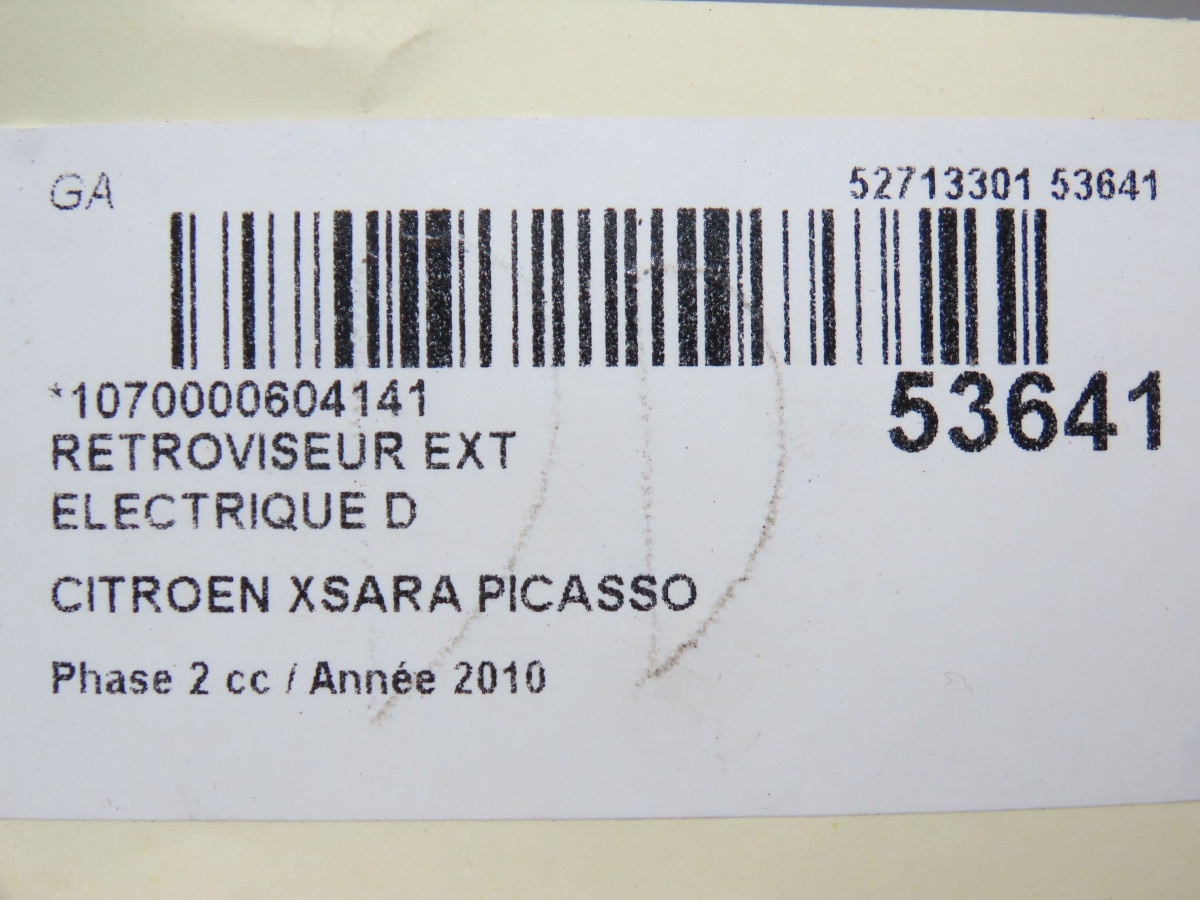 GA
52713301 53641
*1070000604141
53641
RETROVISEUR EXT
ELECTRIQUE D
CITROEN XSARA PICASSO
Phase 2 cc / Année 2010